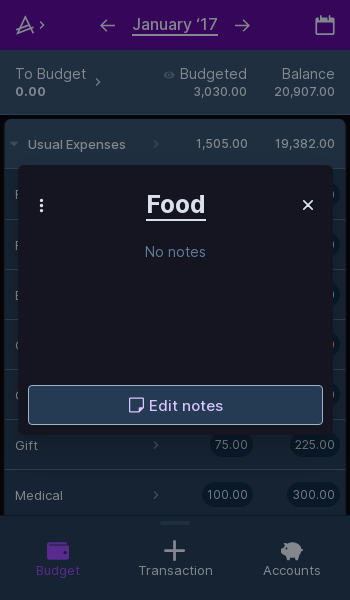 January ‘17
To Budget
0.00
Budgeted
3,030.00
Balance
20,907.00
Usual Expenses 1,505.00 19,382.00
Food
No notes
Edit notes
Gift 75.00 225.00
Medical 100.00 300.00
Budget Transaction Accounts